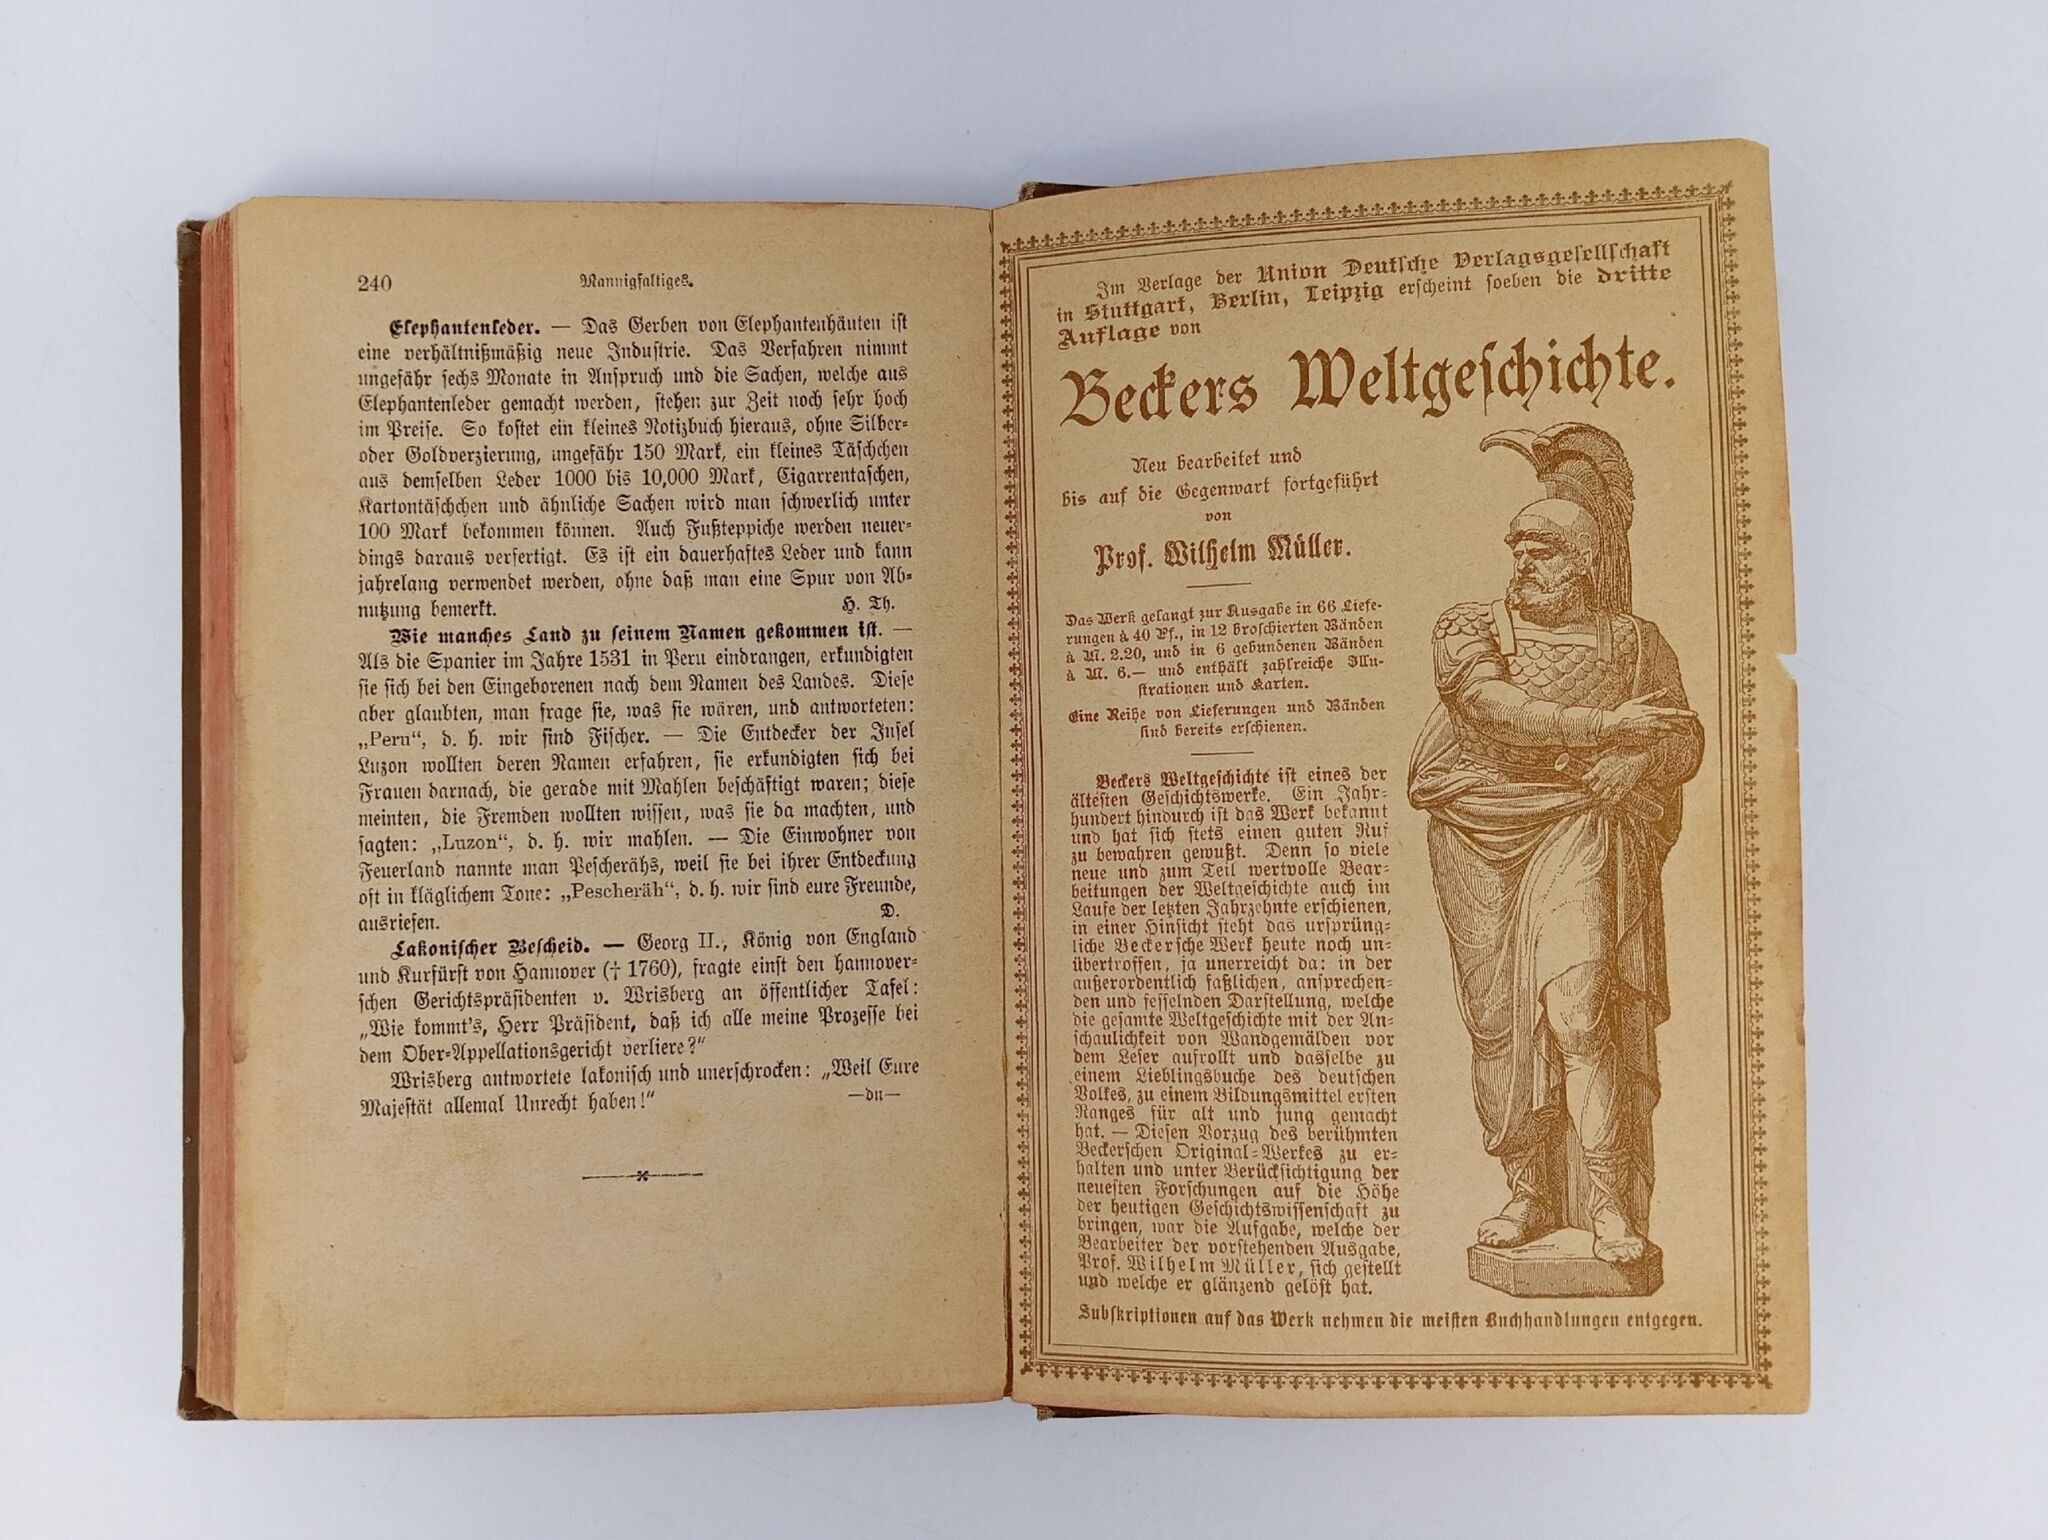 240
Mannigfaltiges.
Elephantenleder. — Das Gerben von Elephantenhäuten ist
eine verhältnißmäßig neue Industrie. Das Verfahren nimmt
ungefähr sechs Monate in Anspruch und die Sachen, welche aus
Elephantenleder gemacht werden, stehen zur Zeit noch sehr hoch
im Preise. So kostet ein kleines Notizbuch hieraus, ohne Silber-
oder Goldverzierung, ungefähr 150 Mark, ein kleines Täschchen
aus demselben Leder 1000 bis 10,000 Mark, Cigarrentaschen,
Kartontäschchen und ähnliche Sachen wird man schwerlich unter
100 Mark bekommen können. Auch Fußteppiche werden neuer-
dings daraus verfertigt. Es ist ein dauerhaftes Leder und kann
jahrelang verwendet werden, ohne daß man eine Spur von Ab-
nutzung bemerkt. H. Th.
Wie manches Land zu seinem Namen gekommen ist. —
Als die Spanier im Jahre 1531 in Peru eindrangen, erkundigten
sie sich bei den Eingeborenen nach dem Namen des Landes. Diese
aber glaubten, man frage sie, was sie wären, und antworteten:
„Peru“, d. h. wir sind Fischer. — Die Entdecker der Insel
Luzon wollten deren Namen erfahren, sie erkundigten sich bei
Frauen darnach, die gerade mit Mahlen beschäftigt waren; diese
meinten, die Fremden wollten wissen, was sie da machten, und
sagten: „Luzon“, d. h. wir mahlen. — Die Einwohner von
Feuerland nannte man Pescherähs, weil sie bei ihrer Entdeckung
oft in kläglichem Tone: „Pescheräh“, d. h. wir sind eure Freunde,
ausriefen. D.
Lakonischer Bescheid. — Georg II., König von England
und Kurfürst von Hannover († 1760), fragte einst den hannover-
schen Gerichtspräsidenten v. Wrisberg an öffentlicher Tafel:
„Wie kommt's, Herr Präsident, daß ich alle meine Prozesse bei
dem Ober-Appellationsgericht verliere?“
Wrisberg antwortete lakonisch und unerschrocken: „Weil Eure
Majestät allemal Unrecht haben!“ —dn—
Im Verlage der Union Deutsche Verlagsgesellschaft
in Stuttgart, Berlin, Leipzig erscheint soeben die dritte
Auflage von
Beckers Weltgeschichte.
Neu bearbeitet und
bis auf die Gegenwart fortgeführt
von
Prof. Wilhelm Müller.
Das Werk gelangt zur Ausgabe in 66 Liefe-
rungen à 40 Pf., in 12 broschierten Bänden
à M. 2.20, und in 6 gebundenen Bänden
à M. 6.— und enthält zahlreiche Illu-
strationen und Karten.
Eine Reihe von Lieferungen und Bänden
sind bereits erschienen.
Beckers Weltgeschichte ist eines der
ältesten Geschichtswerke. Ein Jahr-
hundert hindurch ist das Werk bekannt
und hat sich stets einen guten Ruf
zu bewahren gewußt. Denn so viele
neue und zum Teil wertvolle Bear-
beitungen der Weltgeschichte auch im
Laufe der letzten Jahrzehnte erschienen,
in einer Hinsicht steht das ursprüng-
liche Beckersche Werk heute noch un-
übertroffen, ja unerreicht da: in der
außerordentlich faßlichen, ansprechen-
den und fesselnden Darstellung, welche
die gesamte Weltgeschichte mit der An-
schaulichkeit von Wandgemälden vor
dem Leser aufrollt und dasselbe zu
einem Lieblingsbuche des deutschen
Volkes, zu einem Bildungsmittel ersten
Ranges für alt und jung gemacht
hat. — Diesen Vorzug des berühmten
Beckerschen Original-Werkes zu er-
halten und unter Berücksichtigung der
neuesten Forschungen auf die Höhe
der heutigen Geschichtswissenschaft zu
bringen, war die Aufgabe, welche der
Bearbeiter der vorstehenden Ausgabe,
Prof. Wilhelm Müller, sich gestellt
und welche er glänzend gelöst hat.
Subskriptionen auf das Werk nehmen die meisten Buchhandlungen entgegen.